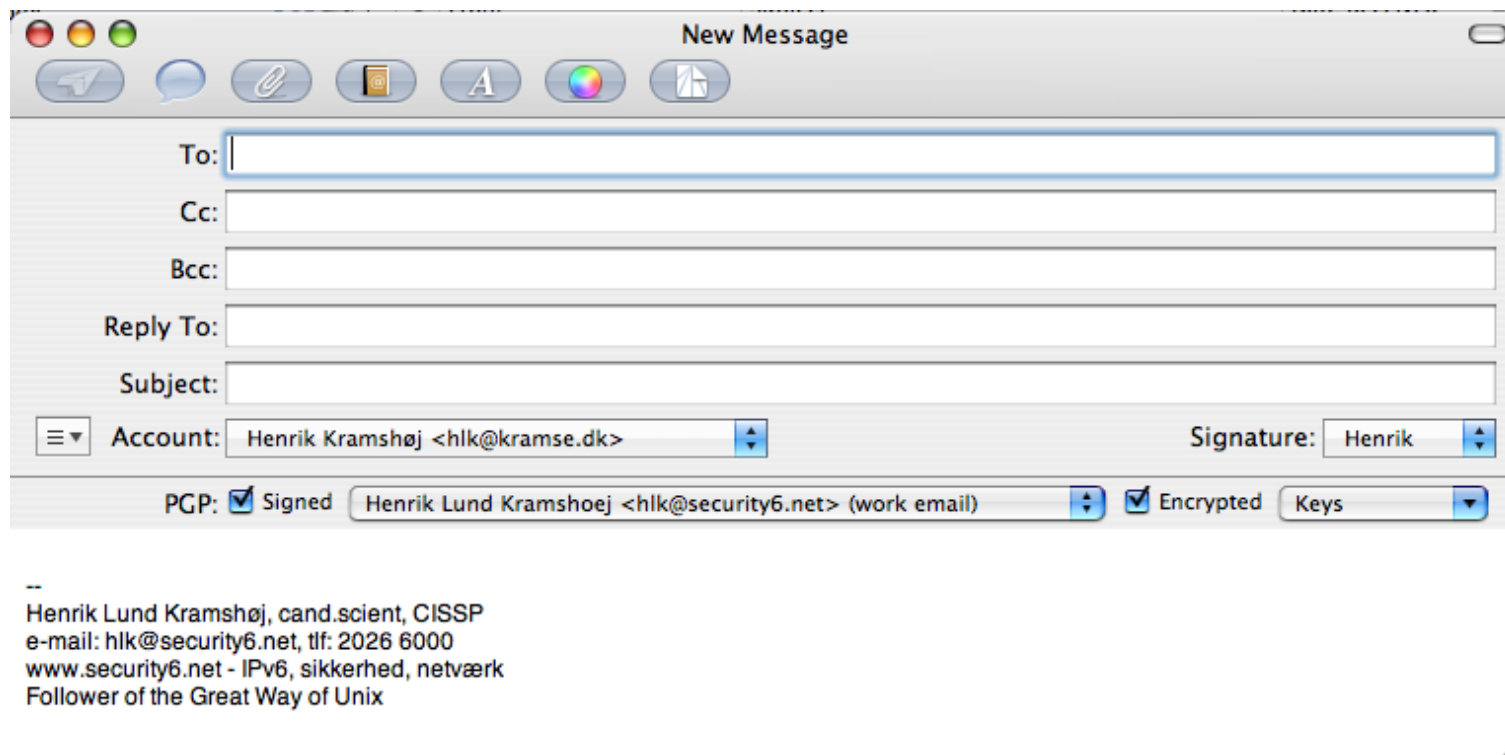 New Message
To:
Cc:
Bcc:
Reply To:
Subject:
Account: Henrik Kramshøj <hlk@kramse.dk> Signature: Henrik
PGP: Signed Henrik Lund Kramshoej <hlk@security6.net> (work email) Encrypted Keys
--
Henrik Lund Kramshøj, cand.scient, CISSP
e-mail: hlk@security6.net, tlf: 2026 6000
www.security6.net - IPv6, sikkerhed, netværk
Follower of the Great Way of Unix